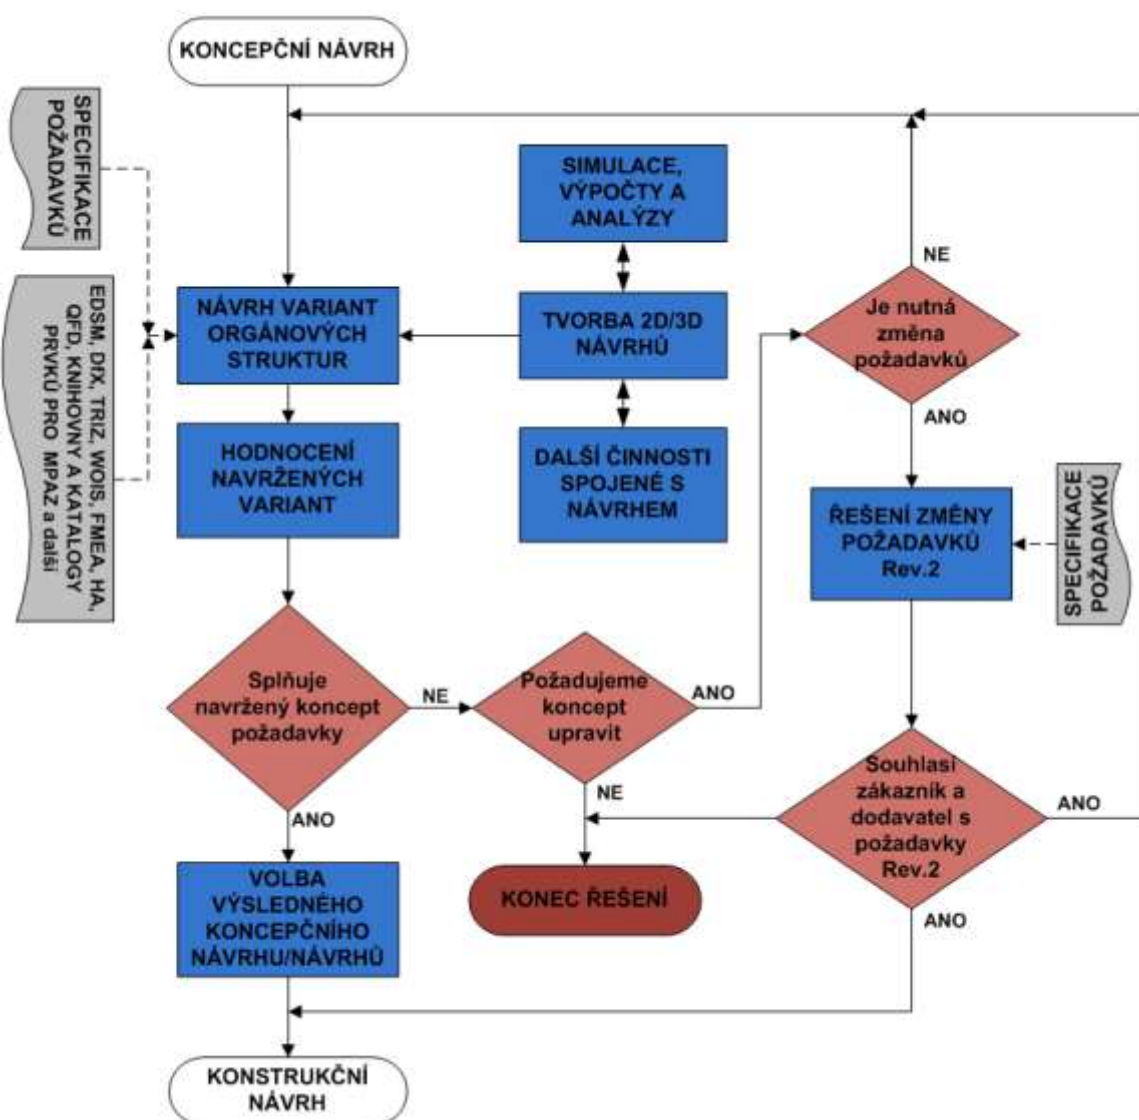 KONCEPČNÍ NÁVRH
SPECIFIKACE
POŽADAVKŮ
SIMULACE,
VÝPOČTY A
ANALÝZY
NE
EDSM, DfX, TRIZ, WOIS, FMEA, HA,
QFD, KNIHOVNY A KATALOGY
PRVKŮ PRO MPAZ a další
NÁVRH VARIANT
ORGÁNOVÝCH
STRUKTUR
TVORBA 2D/3D
NÁVRHŮ
Je nutná
změna
požadavků
ANO
HODNOCENÍ
NAVRŽENÝCH
VARIANT
DALŠÍ ČINNOSTI
SPOJENÉ S
NÁVRHEM
ŘEŠENÍ ZMĚNY
POŽADAVKŮ
Rev.2
SPECIFIKACE
POŽADAVKŮ
Splňuje
navržený koncept
požadavky
NE
Požadujeme
koncept
upravit
ANO
NE
Souhlasí
zákazník a
dodavatel s
požadavky
Rev.2
ANO
ANO
ANO
VOLBA
VÝSLEDNÉHO
KONCEPČNÍHO
NÁVRHU/NÁVRHŮ
KONEC ŘEŠENÍ
KONSTRUKČNÍ
NÁVRH